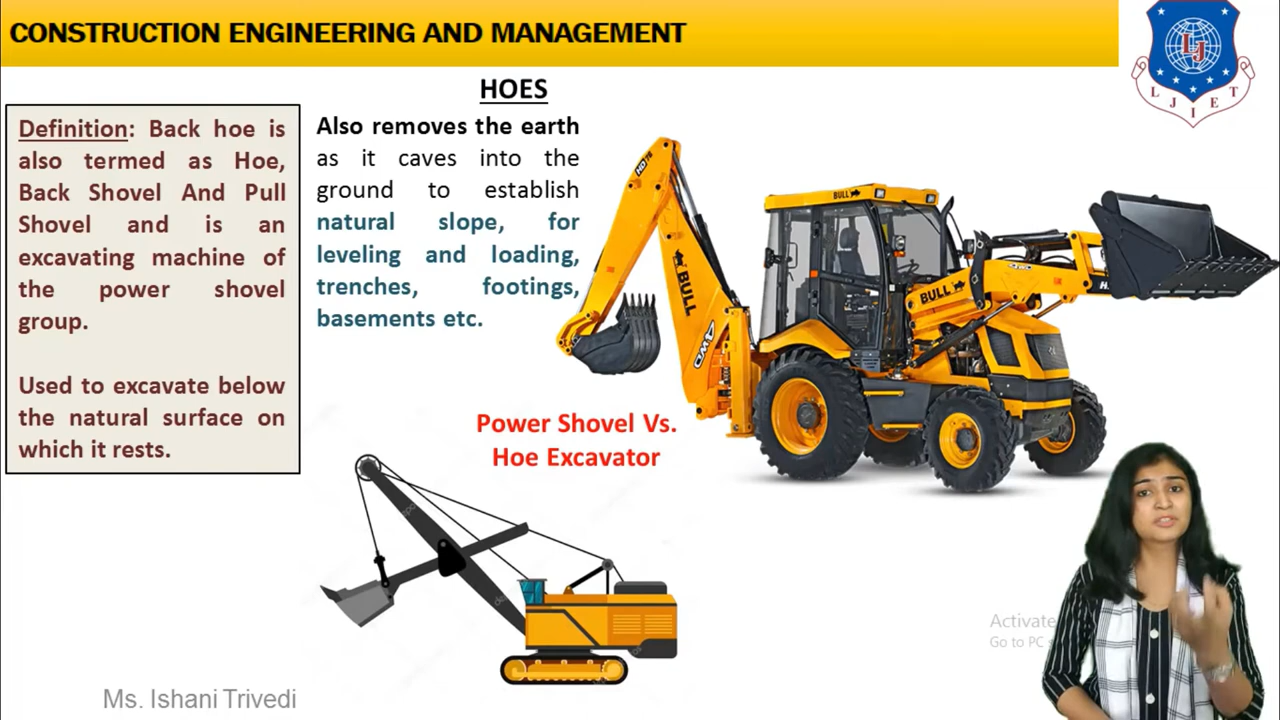 CONSTRUCTION ENGINEERING AND MANAGEMENT
LJ
L J I E T
HOES
Definition: Back hoe is
also termed as Hoe,
Back Shovel And Pull
Shovel and is an
excavating machine of
the power shovel
group.
Used to excavate below
the natural surface on
which it rests.
Also removes the earth
as it caves into the
ground to establish
natural slope, for
leveling and loading,
trenches, footings,
basements etc.
HD76
BULL
BULL
4WD
BULL
Power Shovel Vs.
Hoe Excavator
Activate
Go to PC
Ms. Ishani Trivedi